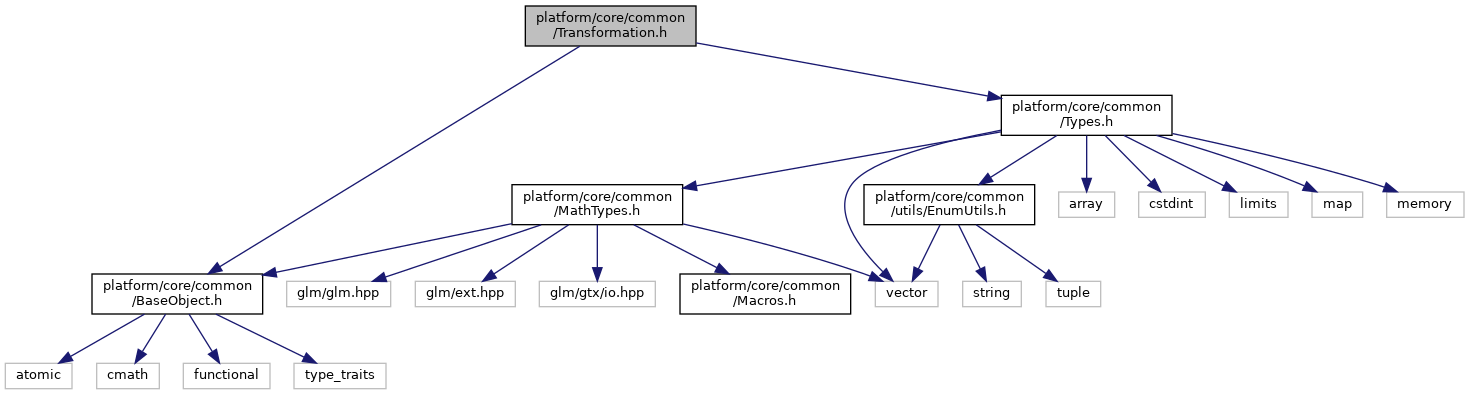 platform/core/common
/Transformation.h
platform/core/common
/Types.h
platform/core/common
/MathTypes.h
platform/core/common
/utils/EnumUtils.h
array
cstdint
limits
map
memory
platform/core/common
/BaseObject.h
glm/glm.hpp
glm/ext.hpp
glm/gtx/io.hpp
platform/core/common
/Macros.h
vector
string
tuple
atomic
cmath
functional
type_traits